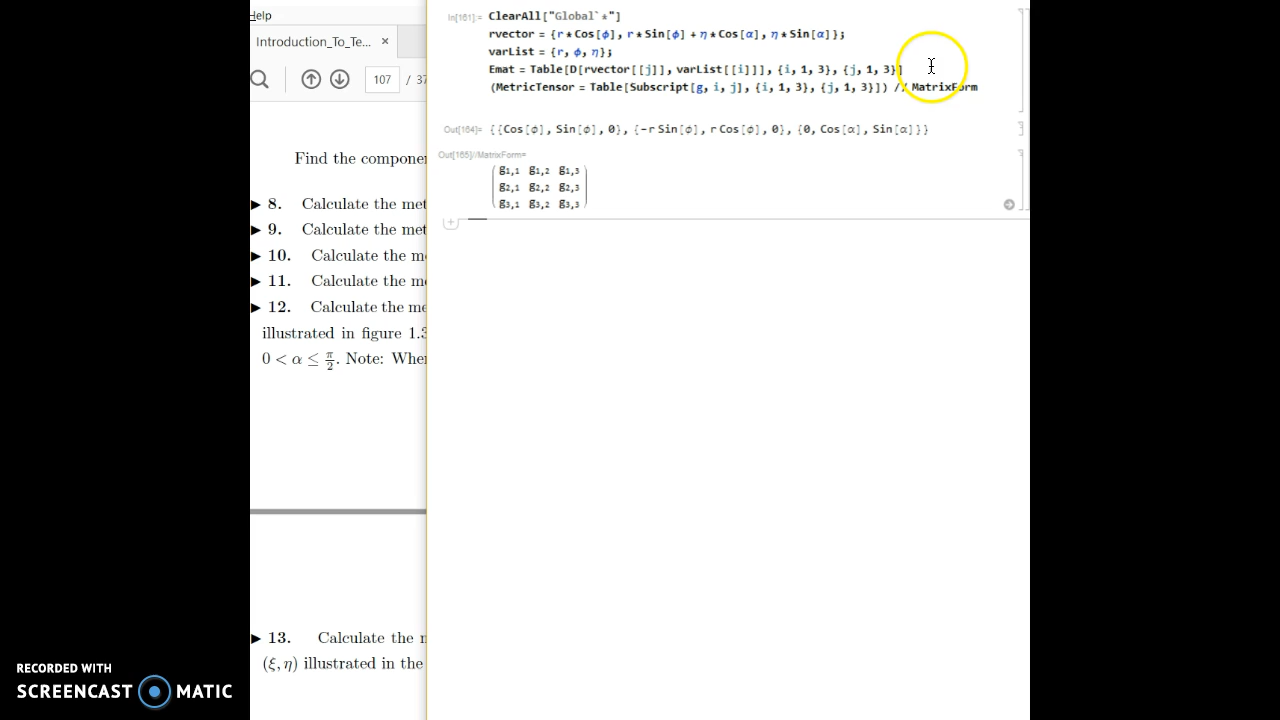 Help
Introduction_To_Te... ×
107 / 37
Find the compone
▶ 8. Calculate the met
▶ 9. Calculate the met
▶ 10. Calculate the me
▶ 11. Calculate the me
▶ 12. Calculate the me
illustrated in figure 1.3
0 < α ≤ π/2. Note: Whe
▶ 13. Calculate the m
(ξ, η) illustrated in the
In[161]:= ClearAll["Global`*"]
rvector = {r*Cos[ϕ], r*Sin[ϕ] + η*Cos[α], η*Sin[α]};
varList = {r, ϕ, η};
Emat = Table[D[rvector[[j]], varList[[i]]], {i, 1, 3}, {j, 1, 3}]
(MetricTensor = Table[Subscript[g, i, j], {i, 1, 3}, {j, 1, 3}]) // MatrixForm
Out[164]= {{Cos[ϕ], Sin[ϕ], 0}, {-r Sin[ϕ], r Cos[ϕ], 0}, {0, Cos[α], Sin[α]}}
Out[165]//MatrixForm=
g1,1 g1,2 g1,3
g2,1 g2,2 g2,3
g3,1 g3,2 g3,3
RECORDED WITH
SCREENCAST MATIC